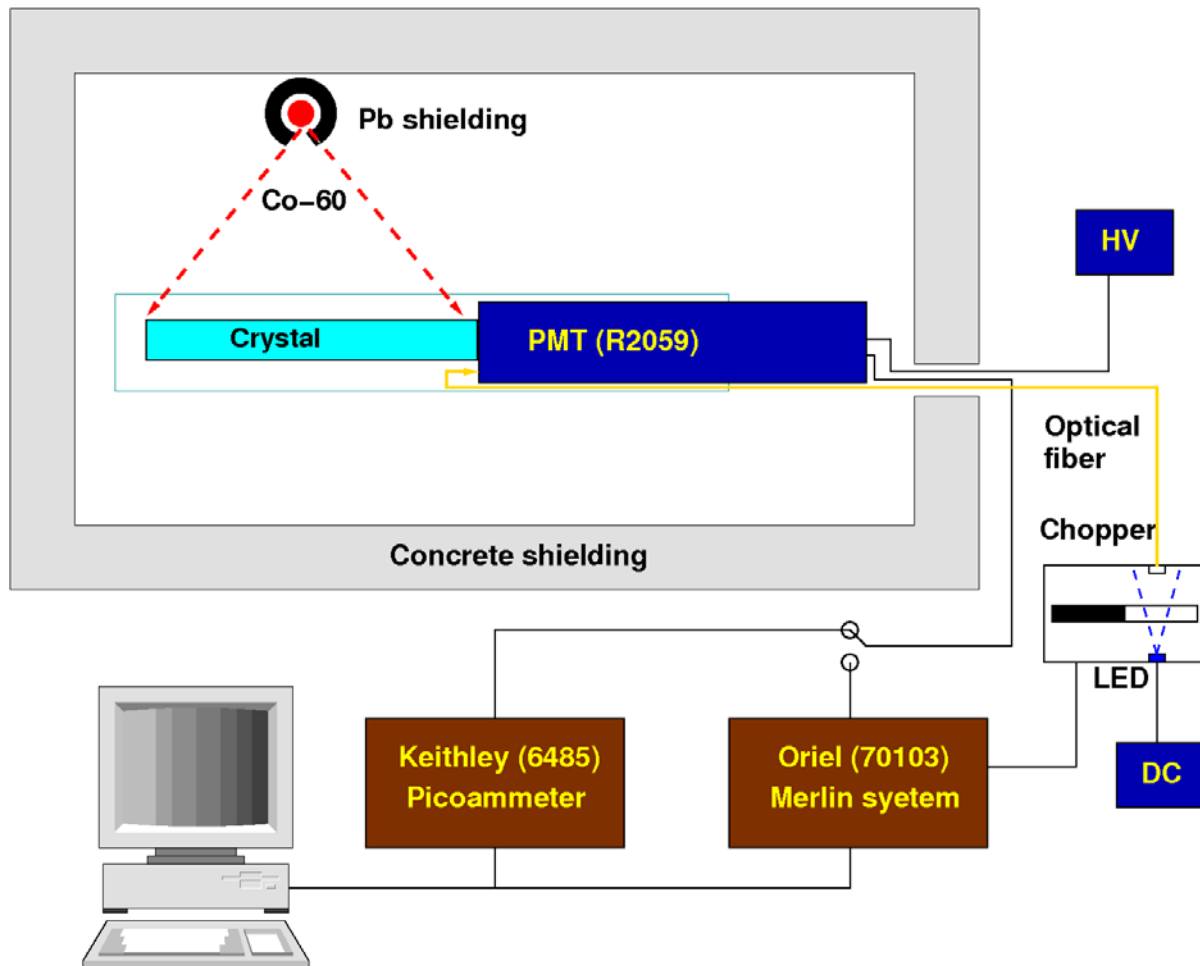 Pb shielding
Co-60
HV
Crystal
PMT (R2059)
Optical
fiber
Chopper
Concrete shielding
LED
Keithley (6485)
Picoammeter
Oriel (70103)
Merlin syetem
DC